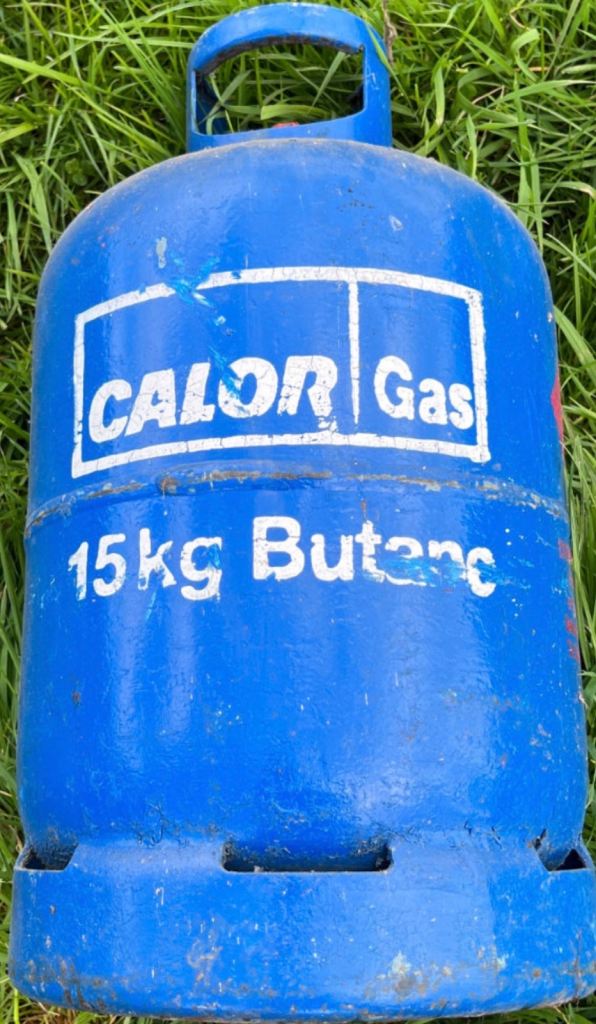 CALOR Gas
15kg Butane